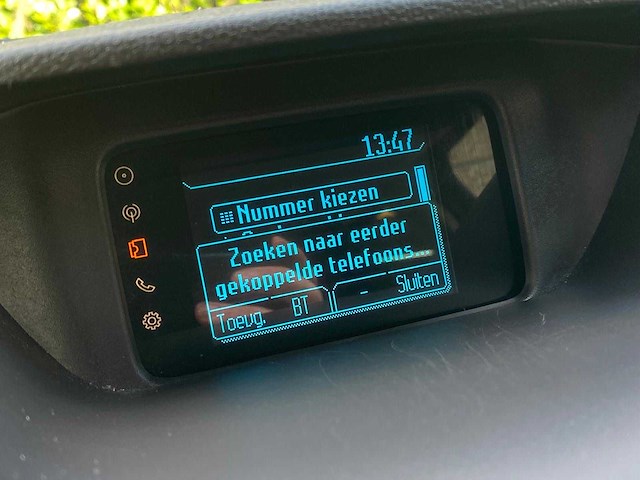 13:47
Nummer kiezen
Zoeken naar eerder
gekoppelde telefoons...
Toevg. BT - Sluiten